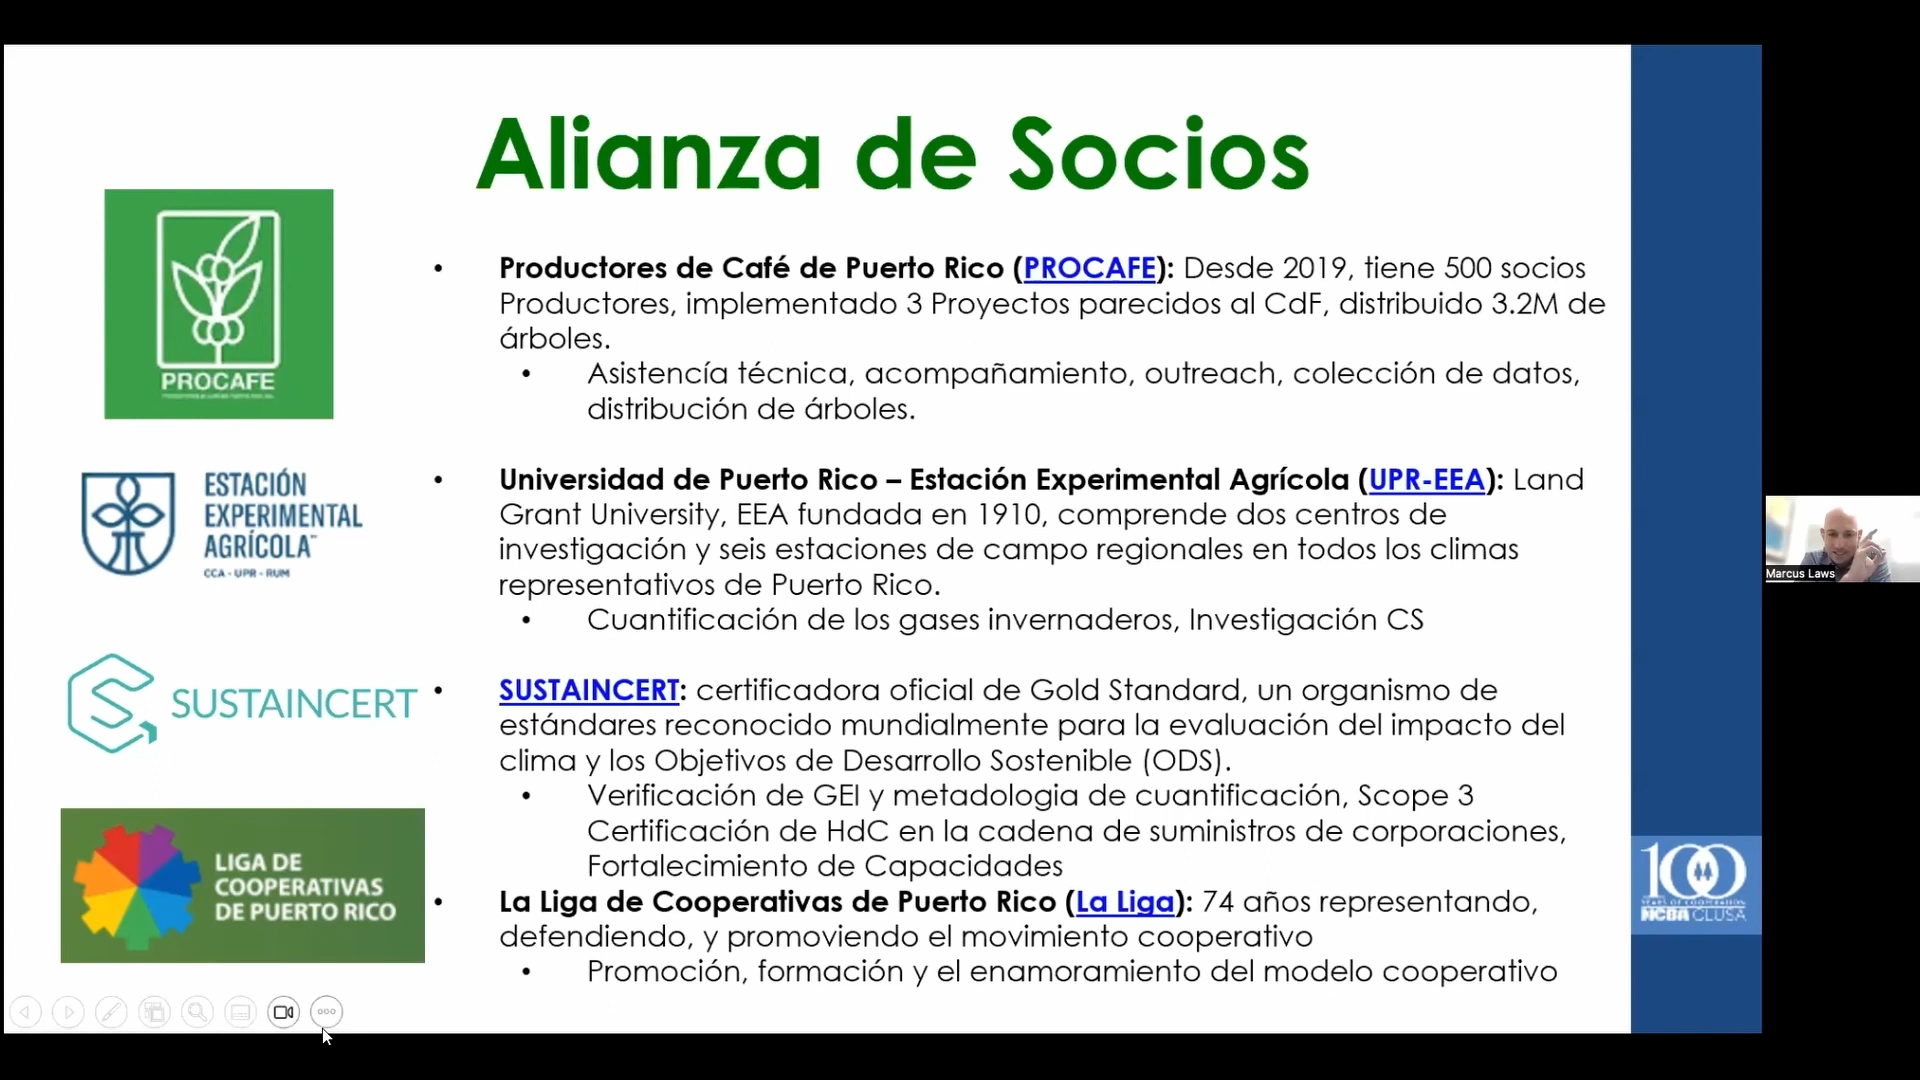 Alianza de Socios
PROCAFE
Productores de Café de Puerto Rico (PROCAFE): Desde 2019, tiene 500 socios
Productores, implementado 3 Proyectos parecidos al CdF, distribuido 3.2M de
árboles.
Asistencía técnica, acompañamiento, outreach, colección de datos,
distribución de árboles.
ESTACIÓN
EXPERIMENTAL
AGRÍCOLA
CCA - UPR - RUM
Universidad de Puerto Rico – Estación Experimental Agrícola (UPR-EEA): Land
Grant University, EEA fundada en 1910, comprende dos centros de
investigación y seis estaciones de campo regionales en todos los climas
representativos de Puerto Rico.
Cuantificación de los gases invernaderos, Investigación CS
SUSTAINCERT
SUSTAINCERT: certificadora oficial de Gold Standard, un organismo de
estándares reconocido mundialmente para la evaluación del impacto del
clima y los Objetivos de Desarrollo Sostenible (ODS).
Verificación de GEI y metadologia de cuantificación, Scope 3
Certificación de HdC en la cadena de suministros de corporaciones,
Fortalecimiento de Capacidades
LIGA DE
COOPERATIVAS
DE PUERTO RICO
La Liga de Cooperativas de Puerto Rico (La Liga): 74 años representando,
defendiendo, y promoviendo el movimiento cooperativo
Promoción, formación y el enamoramiento del modelo cooperativo
100
YEARS OF COOPERATION
NCBA CLUSA
Marcus Laws